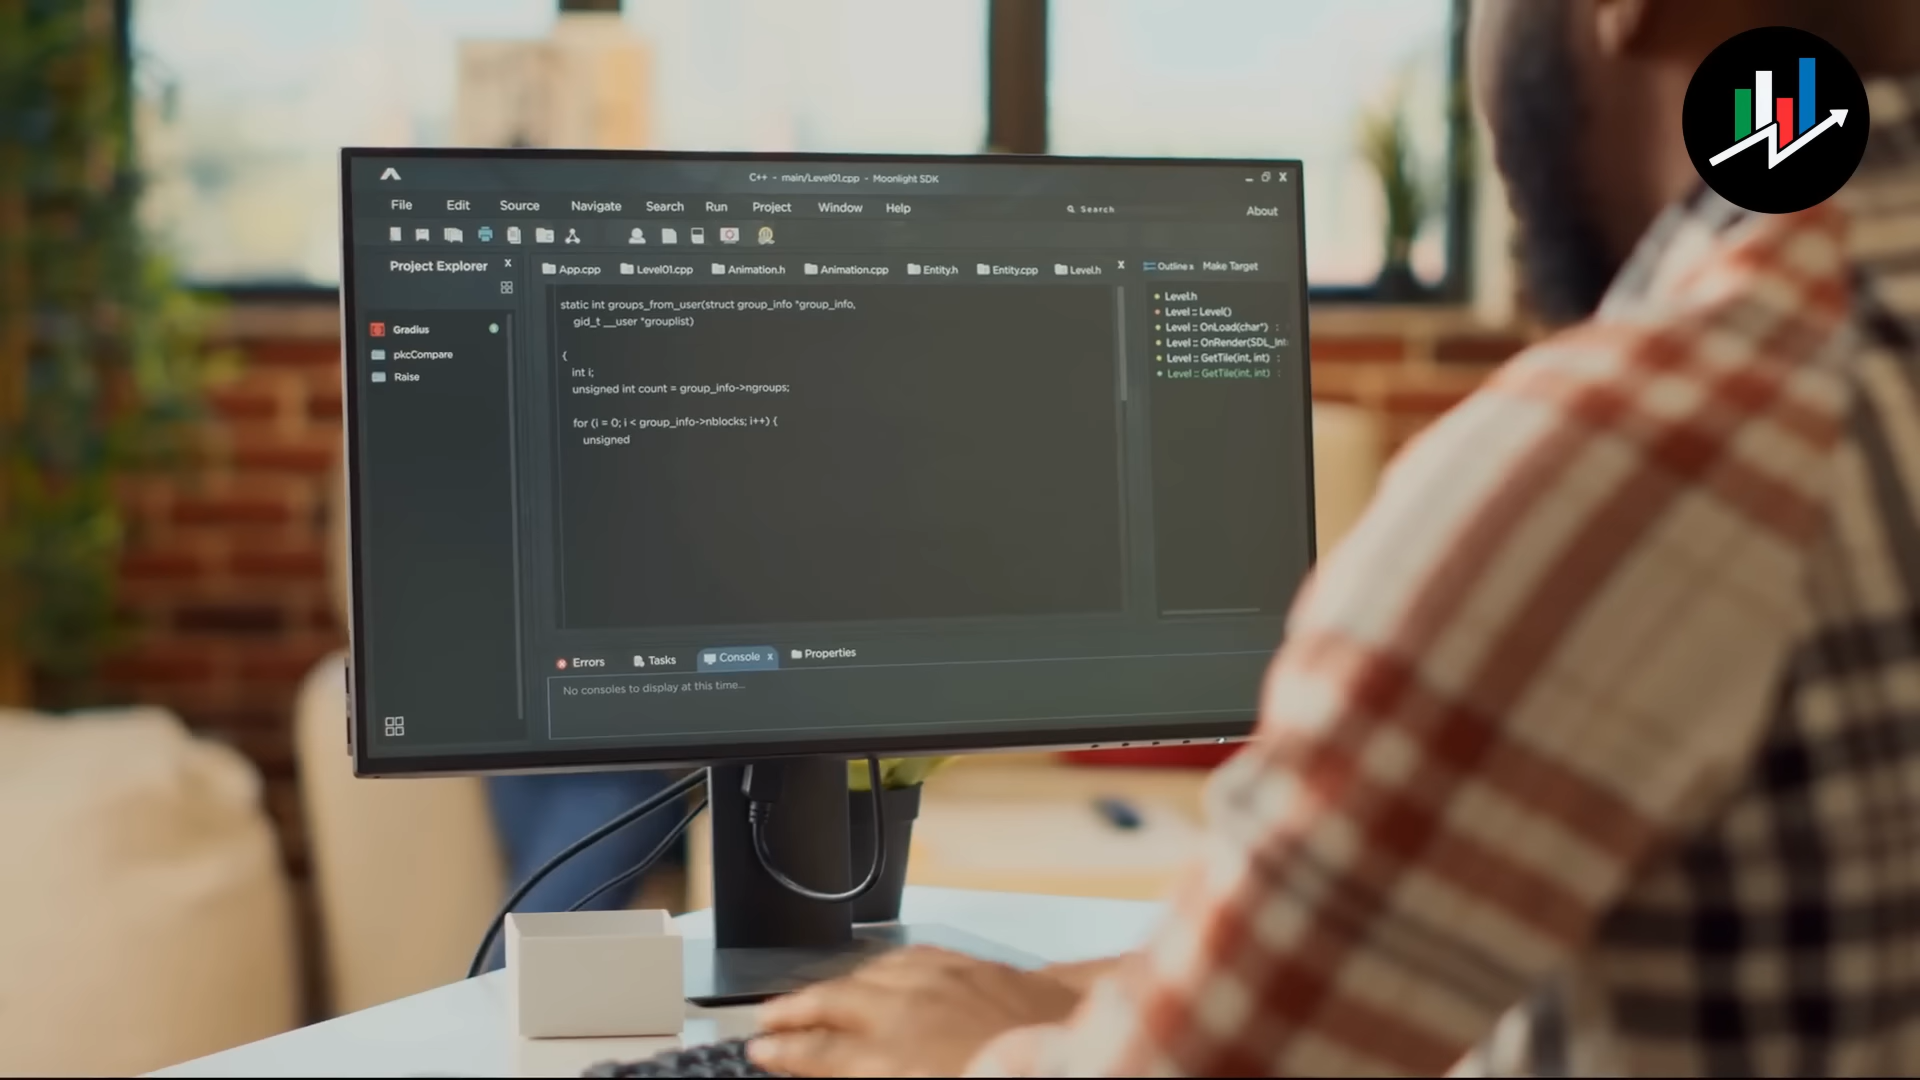 C++ - main/Level01.cpp - Moonlight SDK
File Edit Source Navigate Search Run Project Window Help Search About
Project Explorer X
App.cpp Level01.cpp Animation.h Animation.cpp Entity.h Entity.cpp Level.h X
Outline x Make Target
Gradius
pkcCompare
Raise
static int groups_from_user(struct group_info *group_info,
gid_t __user *grouplist)
{
int i;
unsigned int count = group_info->ngroups;
for (i = 0; i < group_info->nblocks; i++) {
unsigned
Level.h
Level :: Level()
Level :: OnLoad(char*) :
Level :: OnRender(SDL_Int
Level :: GetTile(int, int) :
Level :: GetTile(int, int) :
Errors Tasks Console x Properties
No consoles to display at this time...